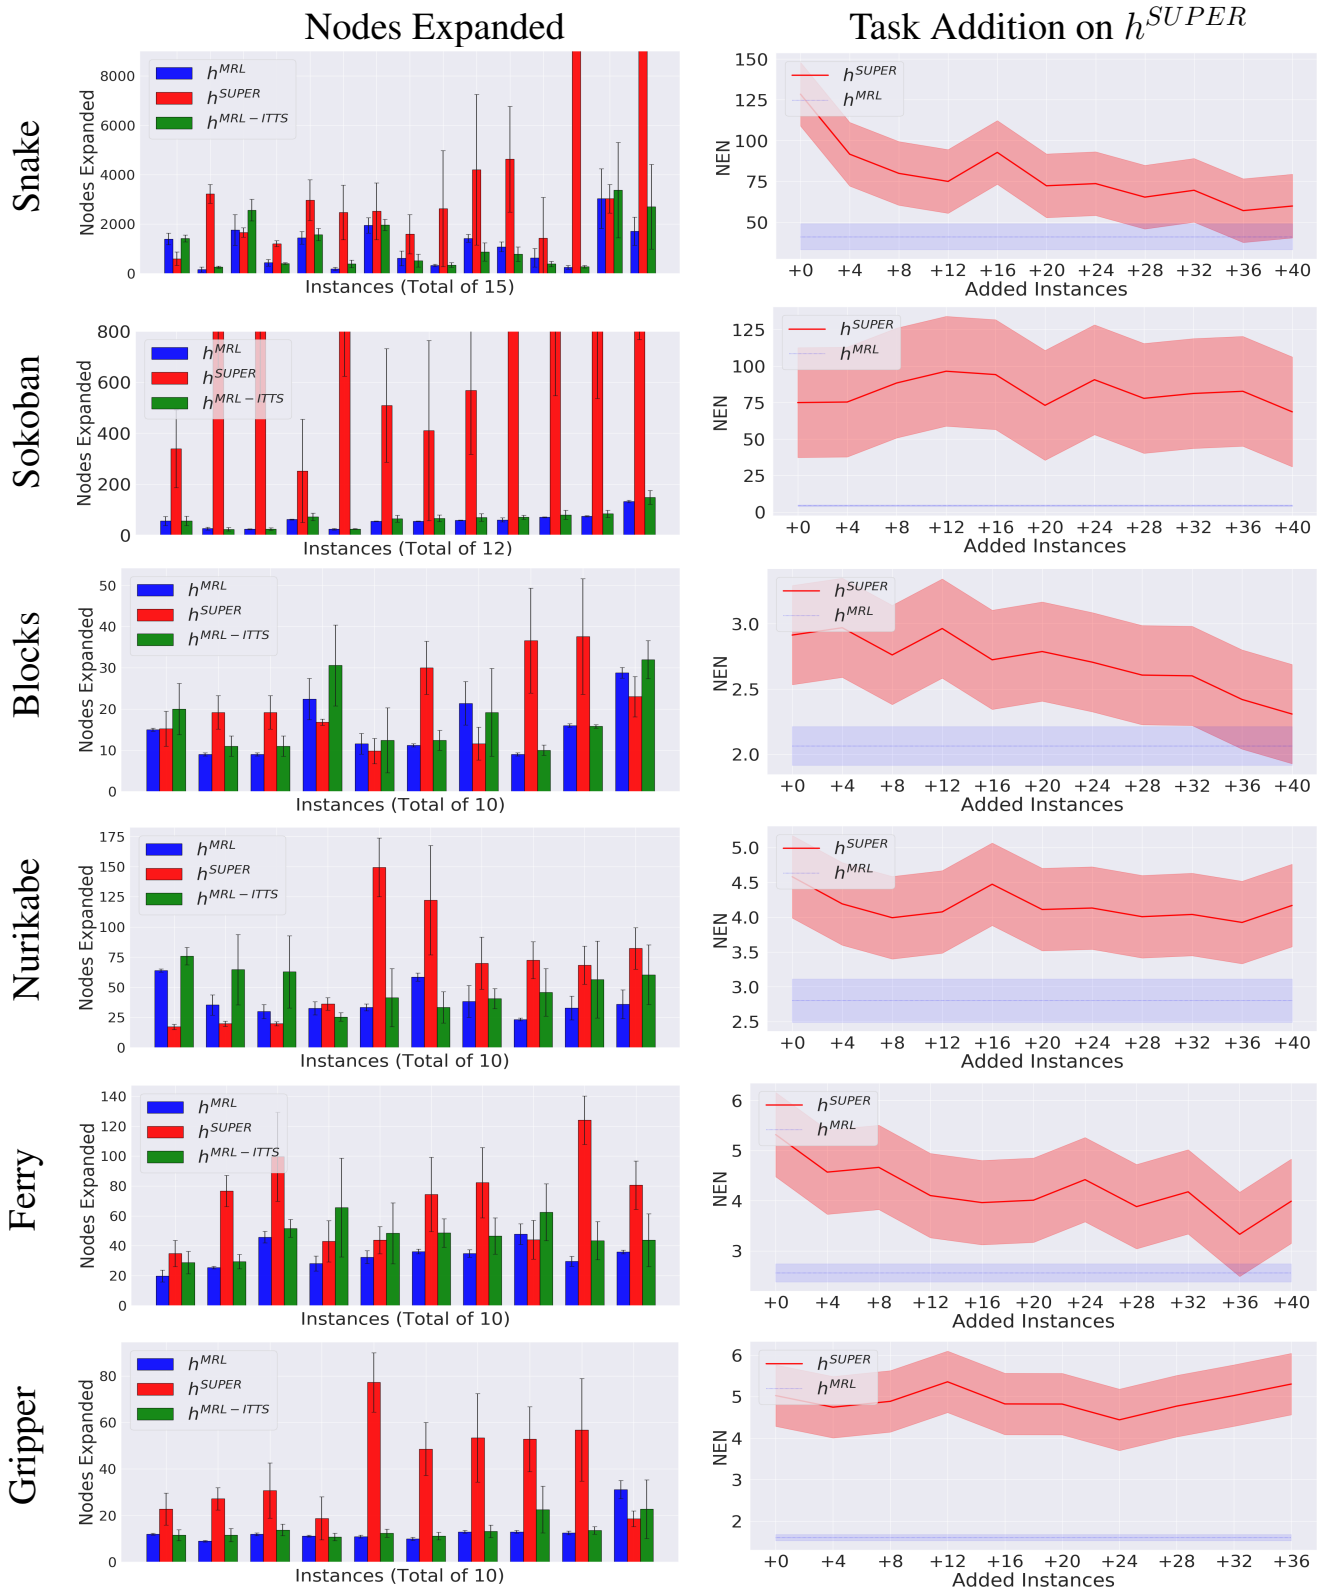 Nodes Expanded
Task Addition on h^SUPER
Snake
Nodes Expanded
8000
6000
4000
2000
0
h^MRL
h^SUPER
h^MRL-ITTS
Instances (Total of 15)
NEN
150
125
100
75
50
h^SUPER
h^MRL
+0 +4 +8 +12 +16 +20 +24 +28 +32 +36 +40
Added Instances
Sokoban
Nodes Expanded
800
600
400
200
0
h^MRL
h^SUPER
h^MRL-ITTS
Instances (Total of 12)
NEN
125
100
75
50
25
0
h^SUPER
h^MRL
+0 +4 +8 +12 +16 +20 +24 +28 +32 +36 +40
Added Instances
Blocks
Nodes Expanded
50
40
30
20
10
0
h^MRL
h^SUPER
h^MRL-ITTS
Instances (Total of 10)
NEN
3.0
2.5
2.0
h^SUPER
h^MRL
+0 +4 +8 +12 +16 +20 +24 +28 +32 +36 +40
Added Instances
Nurikabe
Nodes Expanded
175
150
125
100
75
50
25
0
h^MRL
h^SUPER
h^MRL-ITTS
Instances (Total of 10)
NEN
5.0
4.5
4.0
3.5
3.0
2.5
h^SUPER
h^MRL
+0 +4 +8 +12 +16 +20 +24 +28 +32 +36 +40
Added Instances
Ferry
Nodes Expanded
140
120
100
80
60
40
20
0
h^MRL
h^SUPER
h^MRL-ITTS
Instances (Total of 10)
NEN
6
5
4
3
h^SUPER
h^MRL
+0 +4 +8 +12 +16 +20 +24 +28 +32 +36 +40
Added Instances
Gripper
Nodes Expanded
80
60
40
20
0
h^MRL
h^SUPER
h^MRL-ITTS
Instances (Total of 10)
NEN
6
5
4
3
2
h^SUPER
h^MRL
+0 +4 +8 +12 +16 +20 +24 +28 +32 +36
Added Instances